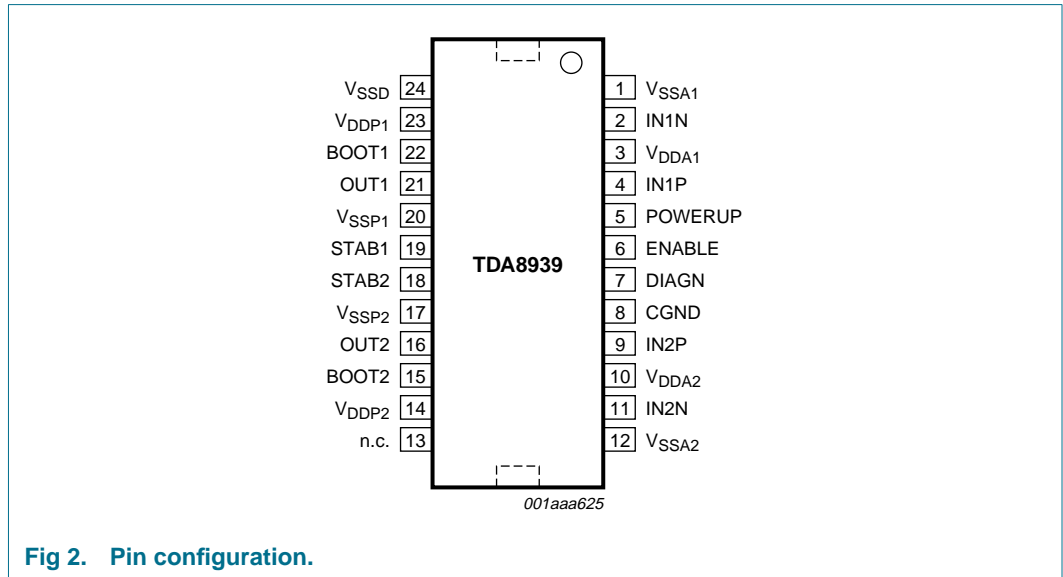 VSSD 24 1 VSSA1
VDDP1 23 2 IN1N
BOOT1 22 3 VDDA1
OUT1 21 4 IN1P
VSSP1 20 5 POWERUP
STAB1 19 6 ENABLE
TDA8939
STAB2 18 7 DIAGN
VSSP2 17 8 CGND
OUT2 16 9 IN2P
BOOT2 15 10 VDDA2
VDDP2 14 11 IN2N
n.c. 13 12 VSSA2
001aaa625
Fig 2. Pin configuration.